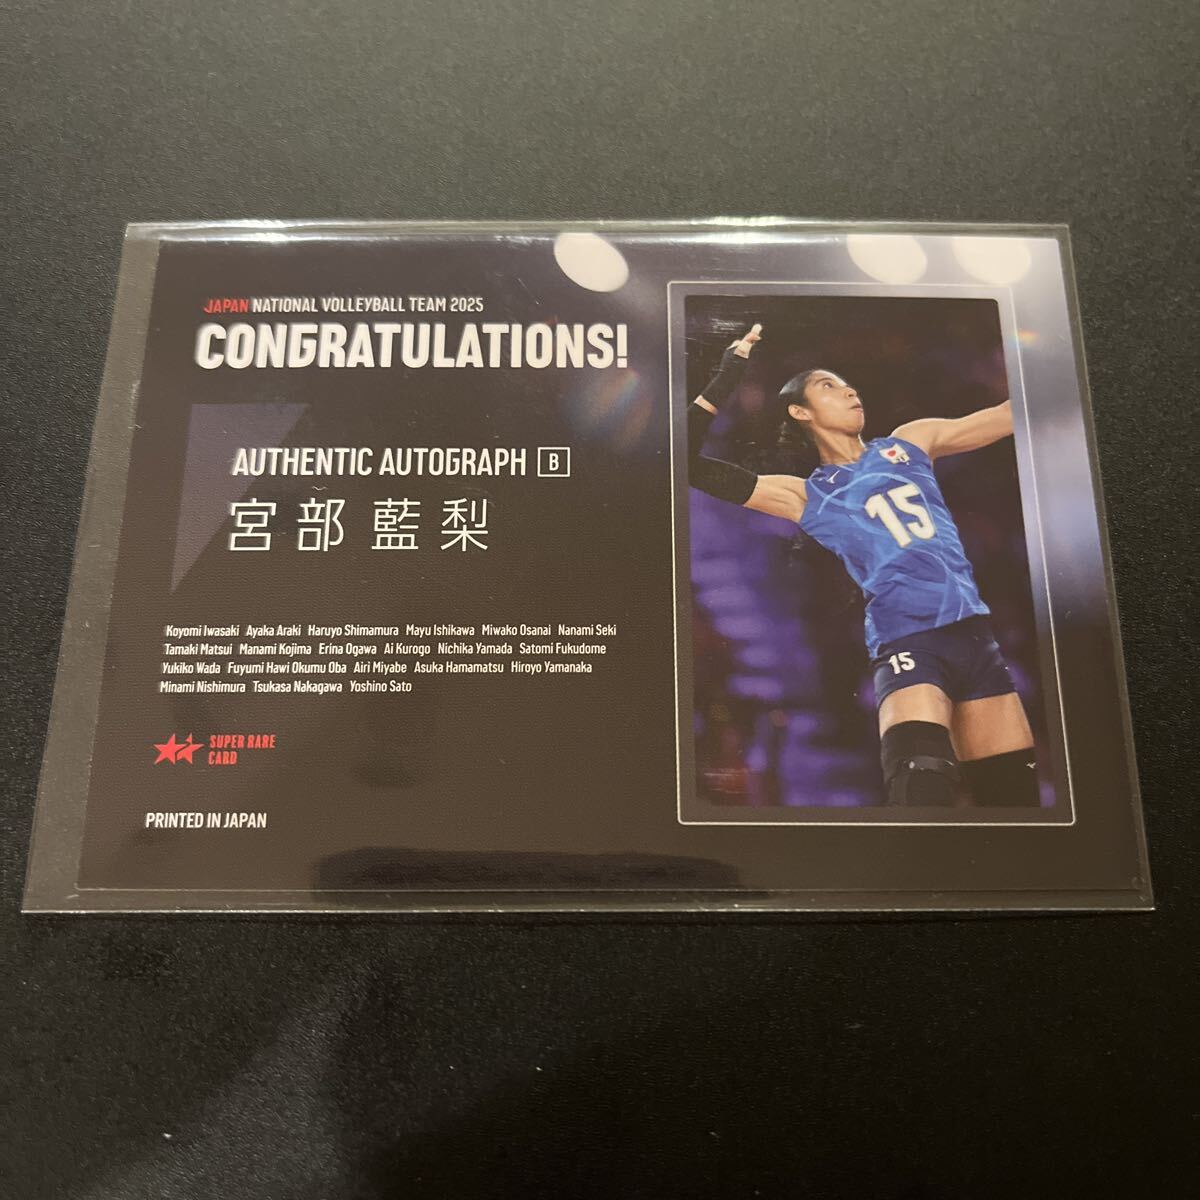 JAPAN NATIONAL VOLLEYBALL TEAM 2025
CONGRATULATIONS!
AUTHENTIC AUTOGRAPH B
宮部藍梨
Koyomi Iwasaki Ayaka Araki Haruyo Shimamura Mayu Ishikawa Miwako Osanai Nanami Seki
Tamaki Matsui Manami Kojima Erina Ogawa Ai Kurogo Nichika Yamada Satomi Fukudome
Yukiko Wada Fuyumi Hawi Okumu Oba Airi Miyabe Asuka Hamamatsu Hiroyo Yamanaka
Minami Nishimura Tsukasa Nakagawa Yoshino Sato
SUPER RARE
CARD
PRINTED IN JAPAN
15
15